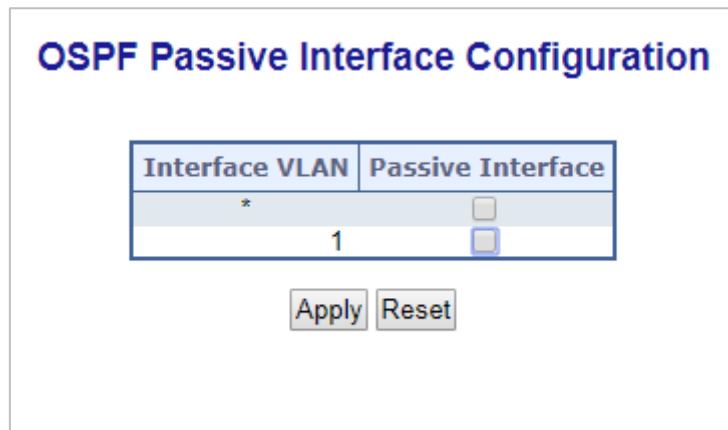 OSPF Passive Interface Configuration
Interface VLAN Passive Interface
*
1
Apply Reset